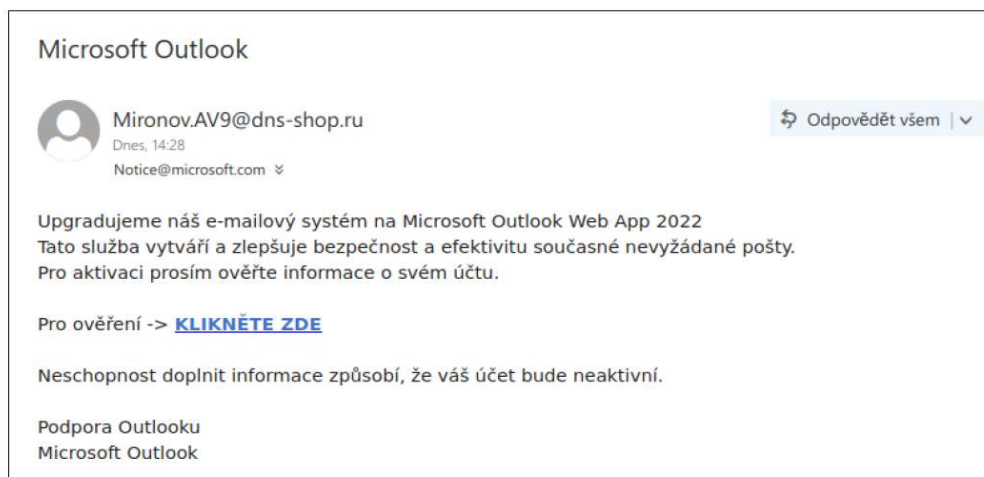 Microsoft Outlook
Mironov.AV9@dns-shop.ru
Odpovědět všem
Dnes, 14:28
Notice@microsoft.com
Upgradujeme náš e-mailový systém na Microsoft Outlook Web App 2022
Tato služba vytváří a zlepšuje bezpečnost a efektivitu současné nevyžádané pošty.
Pro aktivaci prosím ověřte informace o svém účtu.
Pro ověření -> KLIKNĚTE ZDE
Neschopnost doplnit informace způsobí, že váš účet bude neaktivní.
Podpora Outlooku
Microsoft Outlook